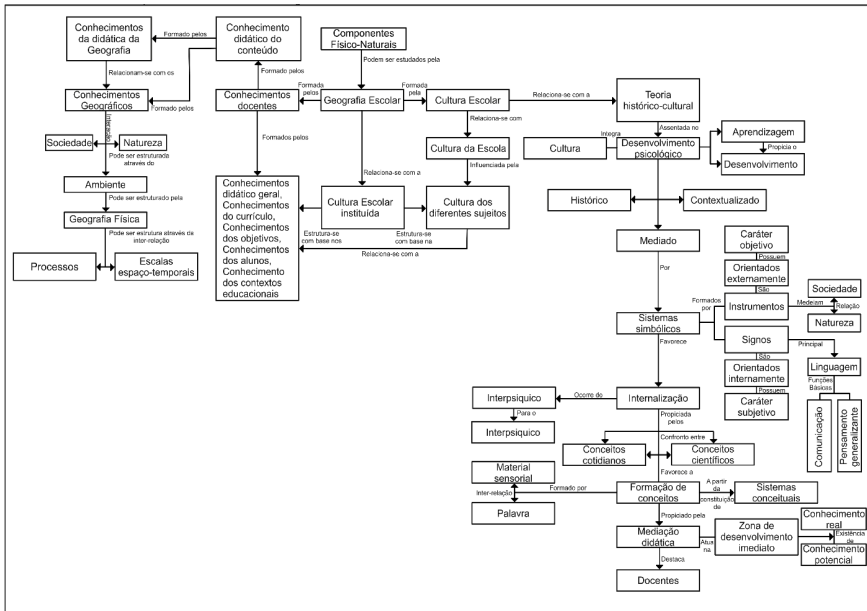 Conhecimentos
da didática da
Geografia
Formado pelos
Conhecimento
didático do
conteúdo
Componentes
Físico-Naturais
Podem ser estudados pela
Relacionam-se com os
Formado pelos
Formado pelos
Conhecimentos
Geográficos
Conhecimentos
docentes
Formada
pelos
Geografia Escolar
Formada
pela
Cultura Escolar
Relaciona-se com a
Teoria
histórico-cultural
Interação
Sociedade
Natureza
Pode ser estruturada
através do
Ambiente
Pode ser estruturado pela
Geografia Física
Pode ser estrutura através de
inter-relação
Processos
Escalas
espaço-temporais
Formados pelos
Conhecimentos
didático geral,
Conhecimentos
do currículo,
Conhecimentos
dos objetivos,
Conhecimentos
dos alunos,
Conhecimento
dos contextos
educacionais
Relaciona-se com a
Cultura Escolar
instituída
Estrutura-se
com base nos
Estrutura-se
com base na
Relaciona-se com
Cultura da Escola
Influenciada pela
Cultura dos
diferentes sujeitos
Relaciona-se com a
Assentada no
Cultura
Integra
Desenvolvimento
psicológico
Aprendizagem
Propicia o
Desenvolvimento
Histórico
Contextualizado
Mediado
Por
Sistemas
simbólicos
Formados
por
Caráter
objetivo
Possuem
Orientados
externamente
São
Instrumentos
Medeiam
Sociedade
Relação
Natureza
Signos
Principal
São
Orientados
internamente
Possuem
Caráter
subjetivo
Linguagem
Funções
Básicas
Comunicação
Pensamento
generalizante
Favorece
Internalização
Ocorre do
Interpsiquico
Para o
Interpsiquico
Propiciada
pelos
Confronto entre
Conceitos
cotidianos
Conceitos
científicos
Favorece a
Material
sensorial
Inter-relação
Palavra
Formado por
Formação de
conceitos
A partir
da
constituição
de
Sistemas
conceituais
Propiciado pela
Mediação
didática
Atua
na
Zona de
desenvolvimento
imediato
Conhecimento
real
Existência
de
Conhecimento
potencial
Destaca
Docentes